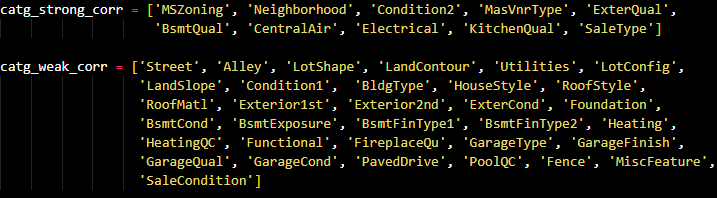 catg_strong_corr = ['MSZoning', 'Neighborhood', 'Condition2', 'MasVnrType', 'ExterQual',
'BsmtQual', 'CentralAir', 'Electrical', 'KitchenQual', 'SaleType']
catg_weak_corr = ['Street', 'Alley', 'LotShape', 'LandContour', 'Utilities', 'LotConfig',
'LandSlope', 'Condition1', 'BldgType', 'HouseStyle', 'RoofStyle',
'RoofMatl', 'Exterior1st', 'Exterior2nd', 'ExterCond', 'Foundation',
'BsmtCond', 'BsmtExposure', 'BsmtFinType1', 'BsmtFinType2', 'Heating',
'HeatingQC', 'Functional', 'FireplaceQu', 'GarageType', 'GarageFinish',
'GarageQual', 'GarageCond', 'PavedDrive', 'PoolQC', 'Fence', 'MiscFeature',
'SaleCondition']